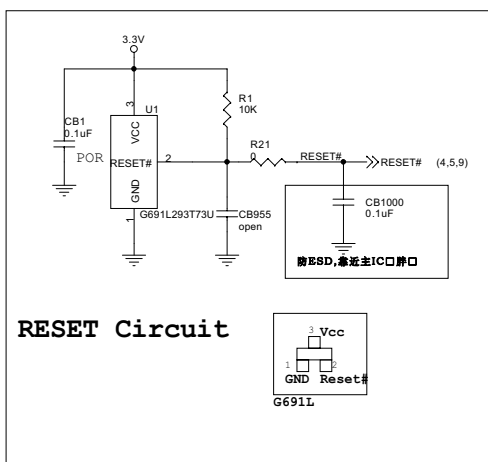 3.3V
CB1
0.1uF
POR
3
U1
VCC
RESET#
GND
2
1
G691L293T73U
R1
10K
R21
0
RESET#
RESET# (4,5,9)
CB955
open
CB1000
0.1uF
防ESD,靠近主IC□胖□
RESET Circuit
3 Vcc
1 2
GND Reset#
G691L